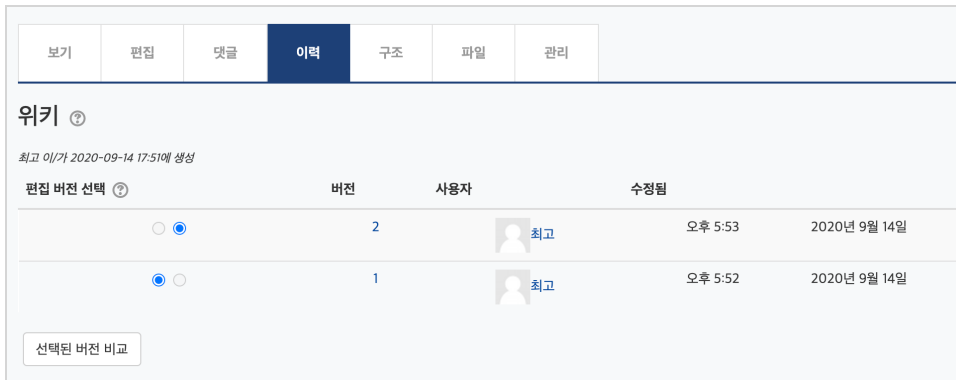 보기 편집 댓글 이력 구조 파일 관리
위키 ?
최고 이/가 2020-09-14 17:51에 생성
편집 버전 선택 ? 버전 사용자 수정됨
2 최고 오후 5:53 2020년 9월 14일
1 최고 오후 5:52 2020년 9월 14일
선택된 버전 비교